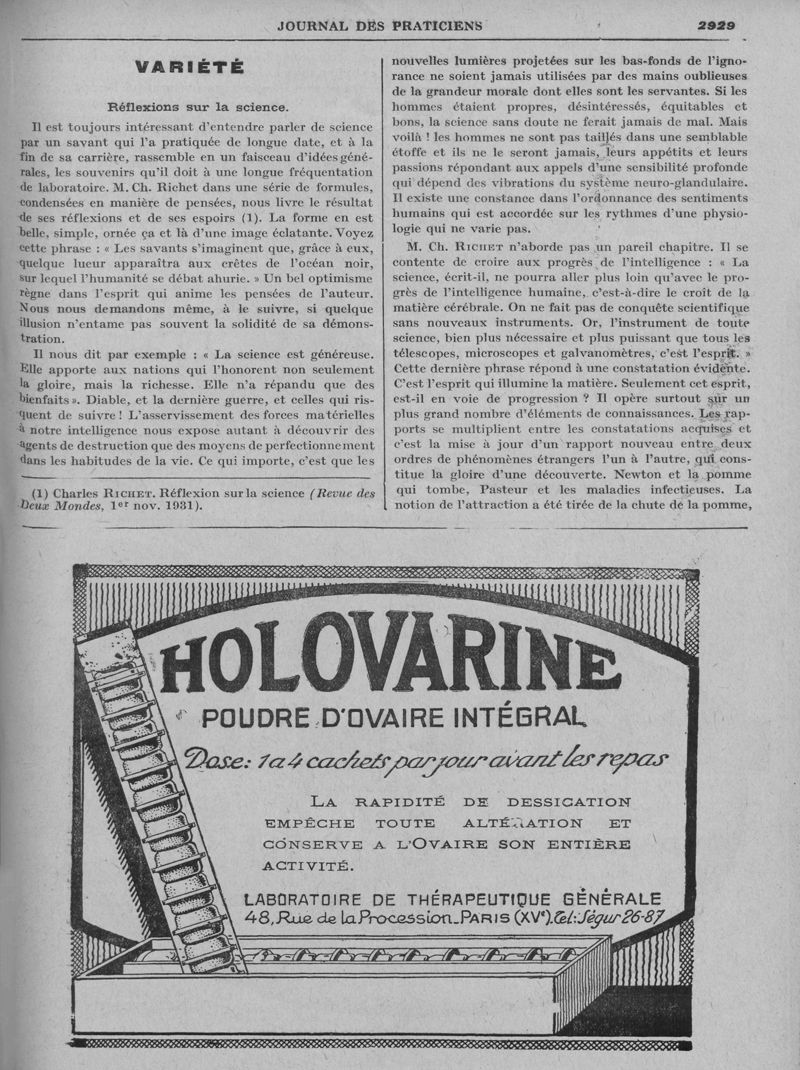 JOURNAL DES PRATICIENS
2929
VARIÉTÉ
Réflexions sur la science.
Il est toujours intéressant d'entendre parler de science
par un savant qui l'a pratiquée de longue date, et à la
fin de sa carrière, rassemble en un faisceau d'idées géné-
rales, les souvenirs qu'il doit à une longue fréquentation
de laboratoire. M. Ch. Richet dans une série de formules,
condensées en manière de pensées, nous livre le résultat
de ses réflexions et de ses espoirs (1). La forme en est
belle, simple, ornée ça et là d'une image éclatante. Voyez
cette phrase : « Les savants s'imaginent que, grâce à eux,
quelque lueur apparaîtra aux crêtes de l'océan noir,
sur lequel l'humanité se débat ahurie. » Un bel optimisme
règne dans l'esprit qui anime les pensées de l'auteur.
Nous nous demandons même, à le suivre, si quelque
illusion n'entame pas souvent la solidité de sa démons-
tration.
Il nous dit par exemple : « La science est généreuse.
Elle apporte aux nations qui l'honorent non seulement
la gloire, mais la richesse. Elle n'a répandu que des
bienfaits ». Diable, et la dernière guerre, et celles qui ris-
quent de suivre ! L'asservissement des forces matérielles
à notre intelligence nous expose autant à découvrir des
agents de destruction que des moyens de perfectionnement
dans les habitudes de la vie. Ce qui importe, c'est que les
(1) Charles RICHET. Réflexion sur la science (Revue des
Deux Mondes, 1er nov. 1931).
nouvelles lumières projetées sur les bas-fonds de l'igno-
rance ne soient jamais utilisées par des mains oublieuses
de la grandeur morale dont elles sont les servantes. Si les
hommes étaient propres, désintéressés, équitables et
bons, la science sans doute ne ferait jamais de mal. Mais
voilà ! les hommes ne sont pas taillés dans une semblable
étoffe et ils ne le seront jamais, leurs appétits et leurs
passions répondant aux appels d'une sensibilité profonde
qui dépend des vibrations du système neuro-glandulaire.
Il existe une constance dans l'ordonnance des sentiments
humains qui est accordée sur les rythmes d'une physio-
logie qui ne varie pas.
M. Ch. RICHET n'aborde pas un pareil chapitre. Il se
contente de croire aux progrès de l'intelligence : « La
science, écrit-il, ne pourra aller plus loin qu'avec le pro-
grès de l'intelligence humaine, c'est-à-dire le croît de la
matière cérébrale. On ne fait pas de conquête scientifique
sans nouveaux instruments. Or, l'instrument de toute
science, bien plus nécessaire et plus puissant que tous les
télescopes, microscopes et galvanomètres, c'est l'esprit. »
Cette dernière phrase répond à une constatation évidente.
C'est l'esprit qui illumine la matière. Seulement cet esprit,
est-il en voie de progression ? Il opère surtout sur un
plus grand nombre d'éléments de connaissances. Les rap-
ports se multiplient entre les constatations acquises et
c'est la mise à jour d'un rapport nouveau entre deux
ordres de phénomènes étrangers l'un à l'autre, qui cons-
titue la gloire d'une découverte. Newton et la pomme
qui tombe, Pasteur et les maladies infectieuses. La
notion de l'attraction a été tirée de la chute de la pomme,
HOLOVARINE
POUDRE D'OVAIRE INTÉGRAL
Dose: 1 a 4 cachets par jour avant les repas
LA RAPIDITÉ DE DESSICATION
EMPÊCHE TOUTE ALTÉRATION ET
CONSERVE A L'OVAIRE SON ENTIÈRE
ACTIVITÉ.
LABORATOIRE DE THÉRAPEUTIQUE GÉNÉRALE
48, Rue de la Procession_PARIS (XVe). Tél: Ségur 26-87